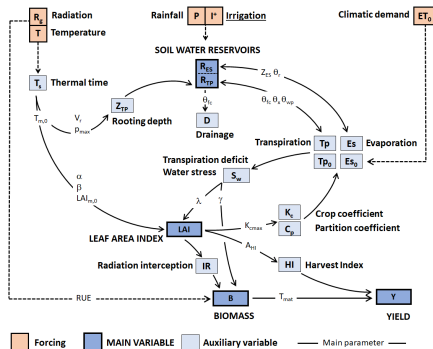 Radiation
Rainfall
Irrigation
Climatic demand
Rg
T
P
I*
ET0
Temperature
SOIL WATER RESERVOIRS
Ts
Thermal time
RES
RTP
ZES θr
Tm,0
Vr
pmax
ZTP
Rooting depth
θfc
θfc θs θwp
D
Drainage
Transpiration
Tp
Es
Evaporation
Tp0
Es0
Transpiration deficit
Water stress
Sw
α
β
LAIm,0
λ
γ
LAI
LEAF AREA INDEX
Kcmax
Kc
Cp
Crop coefficient
Partition coefficient
AHI
HI
Harvest Index
Radiation interception
IR
RUE
B
Tmat
Y
BIOMASS
YIELD
Forcing
MAIN VARIABLE
Auxiliary variable
Main parameter